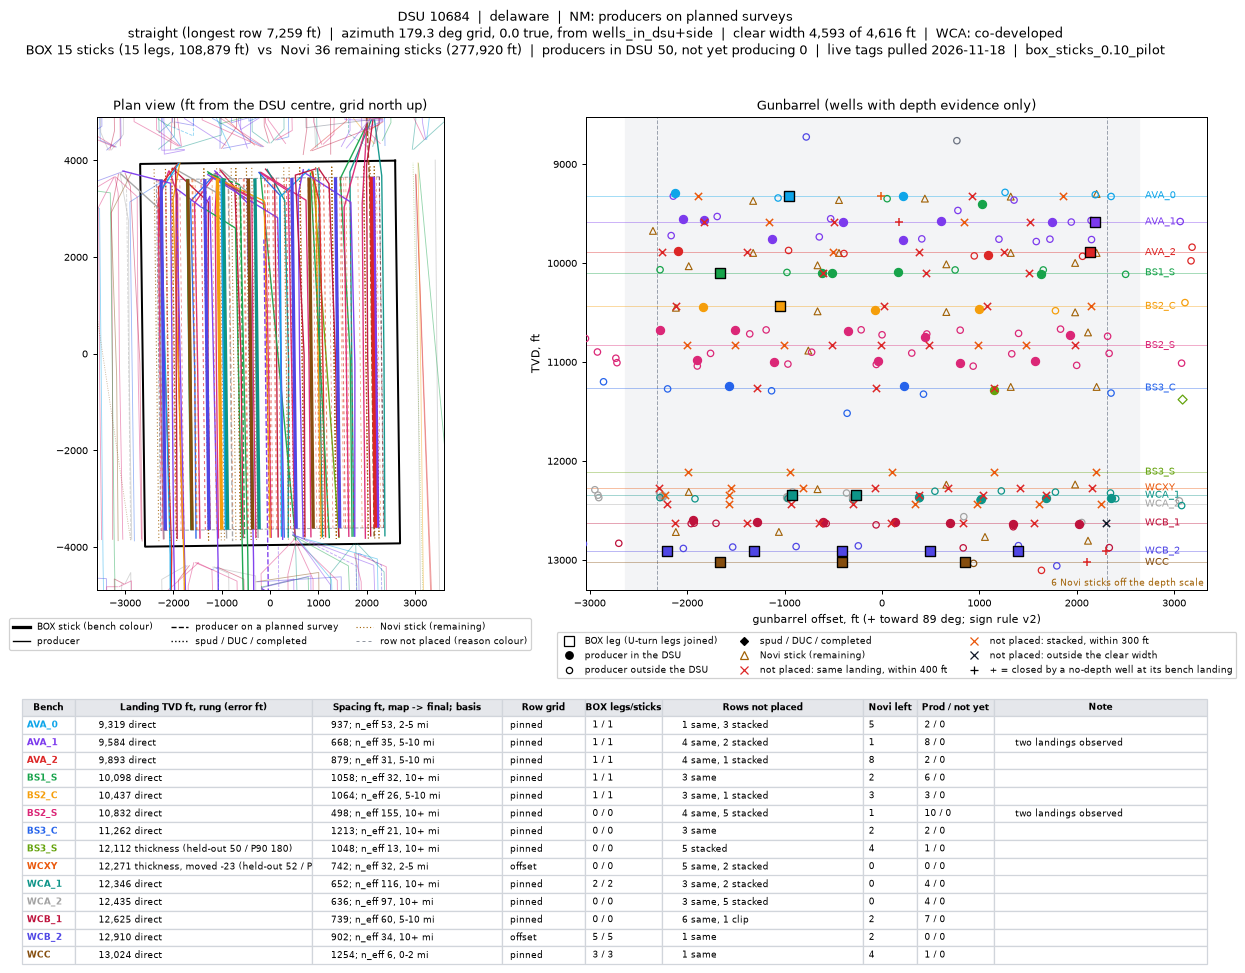 DSU 10684 | delaware | NM: producers on planned surveys
straight (longest row 7,259 ft) | azimuth 179.3 deg grid, 0.0 true, from wells_in_dsu+side | clear width 4,593 of 4,616 ft | WCA: co-developed
BOX 15 sticks (15 legs, 108,879 ft) vs Novi 36 remaining sticks (277,920 ft) | producers in DSU 50, not yet producing 0 | live tags pulled 2026-11-18 | box_sticks_0.10_pilot
Plan view (ft from the DSU centre, grid north up)
4000
2000
0
−2000
−4000
−3000 −2000 −1000 0 1000 2000 3000
BOX stick (bench colour)
producer
producer on a planned survey
spud / DUC / completed
Novi stick (remaining)
row not placed (reason colour)
Gunbarrel (wells with depth evidence only)
TVD, ft
9000
10000
11000
12000
13000
AVA_0
AVA_1
AVA_2
BS1_S
BS2_C
BS2_S
BS3_C
BS3_S
WCXY
WCA_1
WCB_1
WCB_2
WCC
6 Novi sticks off the depth scale
−3000 −2000 −1000 0 1000 2000 3000
gunbarrel offset, ft (+ toward 89 deg; sign rule v2)
BOX leg (U-turn legs joined)
producer in the DSU
producer outside the DSU
spud / DUC / completed
Novi stick (remaining)
not placed: same landing, within 400 ft
not placed: stacked, within 300 ft
not placed: outside the clear width
+ = closed by a no-depth well at its bench landing
Bench Landing TVD ft, rung (error ft) Spacing ft, map -> final; basis Row grid BOX legs/sticks Rows not placed Novi left Prod / not yet Note
AVA_0 9,319 direct 937; n_eff 53, 2-5 mi pinned 1 / 1 1 same, 3 stacked 5 2 / 0
AVA_1 9,584 direct 668; n_eff 35, 5-10 mi pinned 1 / 1 4 same, 2 stacked 1 8 / 0 two landings observed
AVA_2 9,893 direct 879; n_eff 31, 5-10 mi pinned 1 / 1 4 same, 1 stacked 8 2 / 0
BS1_S 10,098 direct 1058; n_eff 32, 10+ mi pinned 1 / 1 3 same 2 6 / 0
BS2_C 10,437 direct 1064; n_eff 26, 5-10 mi pinned 1 / 1 3 same, 1 stacked 3 3 / 0
BS2_S 10,832 direct 498; n_eff 155, 10+ mi pinned 0 / 0 4 same, 5 stacked 1 10 / 0 two landings observed
BS3_C 11,262 direct 1213; n_eff 21, 10+ mi pinned 0 / 0 3 same 2 2 / 0
BS3_S 12,112 thickness (held-out 50 / P90 180) 1048; n_eff 13, 10+ mi pinned 0 / 0 5 stacked 4 1 / 0
WCXY 12,271 thickness, moved -23 (held-out 52 / P 742; n_eff 32, 2-5 mi offset 0 / 0 5 same, 2 stacked 0 0 / 0
WCA_1 12,346 direct 652; n_eff 116, 10+ mi pinned 2 / 2 3 same, 2 stacked 0 4 / 0
WCA_2 12,435 direct 636; n_eff 97, 10+ mi pinned 0 / 0 3 same, 5 stacked 0 4 / 0
WCB_1 12,625 direct 739; n_eff 60, 5-10 mi pinned 0 / 0 6 same, 1 clip 2 7 / 0
WCB_2 12,910 direct 902; n_eff 34, 10+ mi offset 5 / 5 1 same 2 0 / 0
WCC 13,024 direct 1254; n_eff 6, 0-2 mi pinned 3 / 3 1 same 4 1 / 0